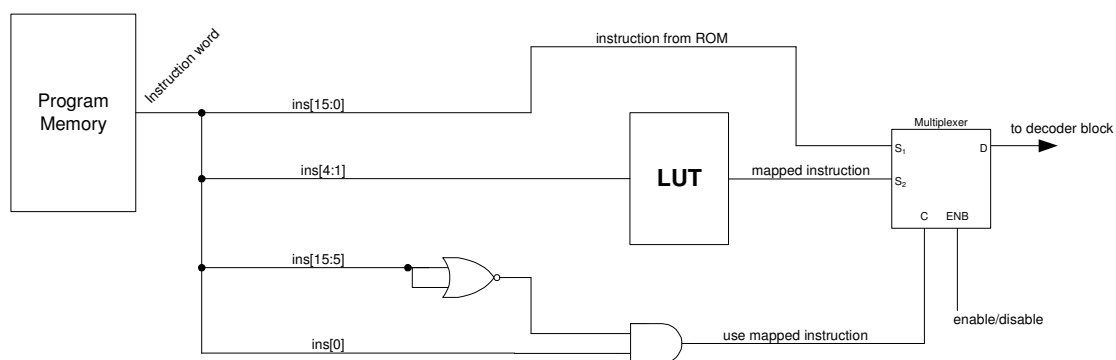 Program
Memory
Instruction word
instruction from ROM
ins[15:0]
Multiplexer
to decoder block
S1
D
ins[4:1]
LUT
mapped instruction
S2
C
ENB
ins[15:5]
enable/disable
use mapped instruction
ins[0]